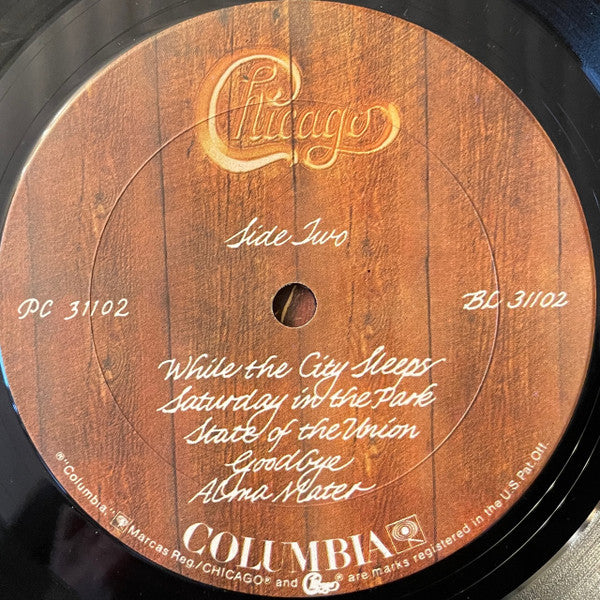 Chicago
Side Two
PC 31102
BL 31102
While the City Sleeps
Saturday in the Park
State of the Union
Goodbye
Alma Mater
COLUMBIA
®"Columbia," Marcas Reg./CHICAGO® and Chicago® are marks registered in the U.S. Pat. Off.